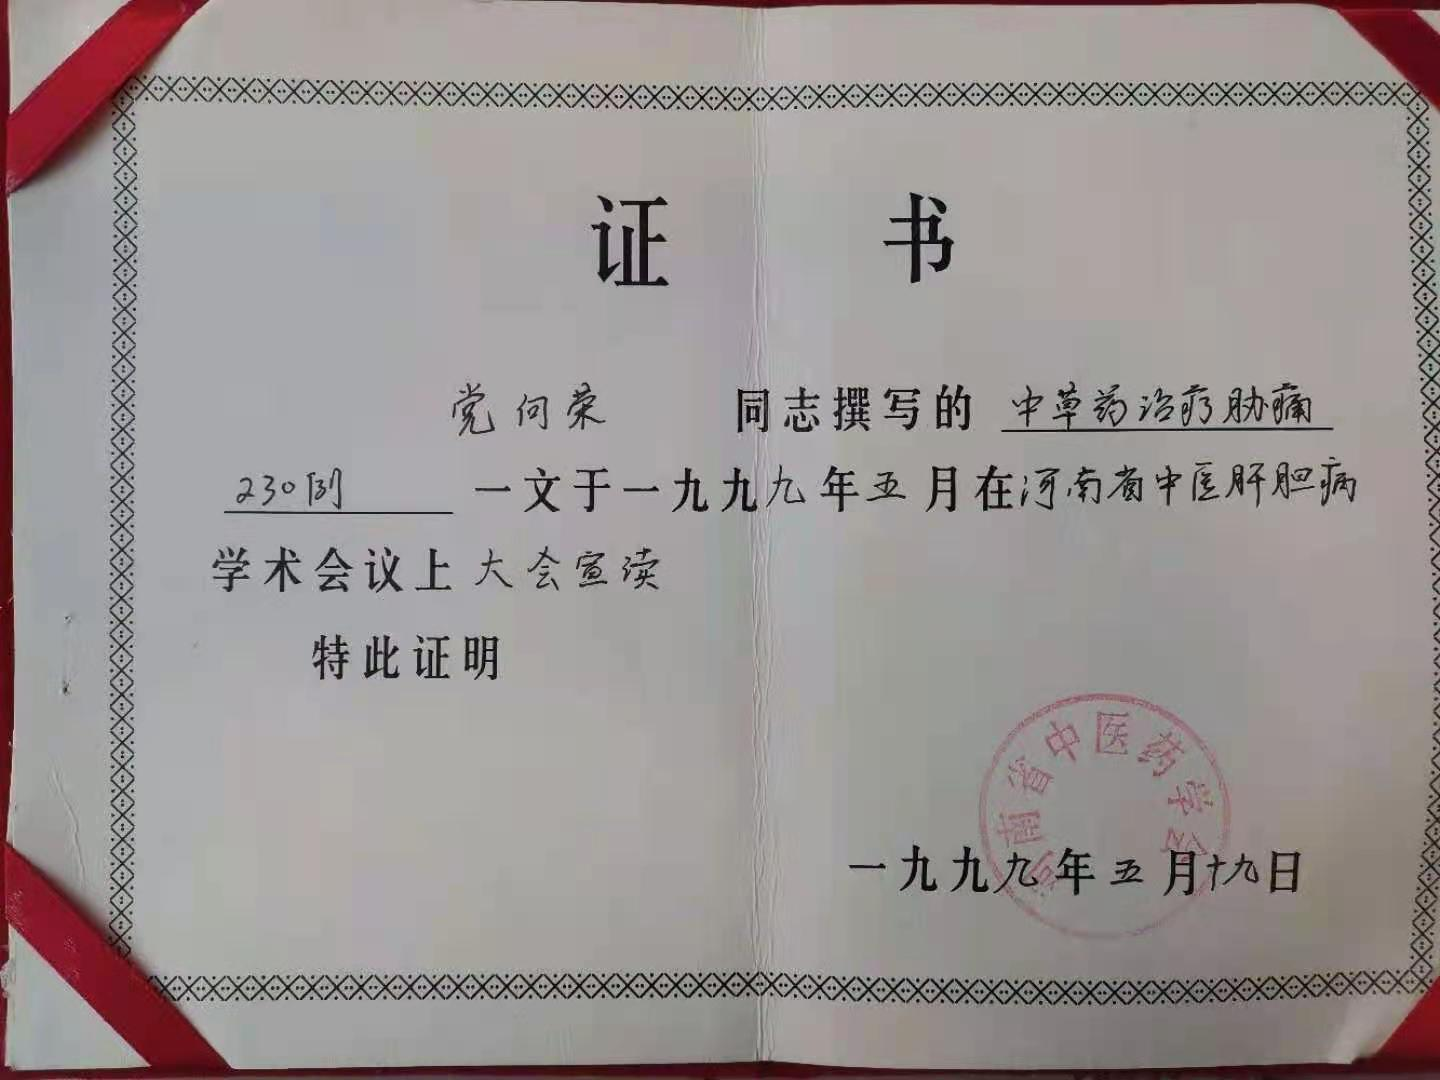 证书
党向荣 同志撰写的 中草药治疗胁痛
230例 一文于一九九九年五月在河南省中医肝胆病
学术会议上大会宣读
特此证明
河南省中医药学会
一九九九年五月十九日